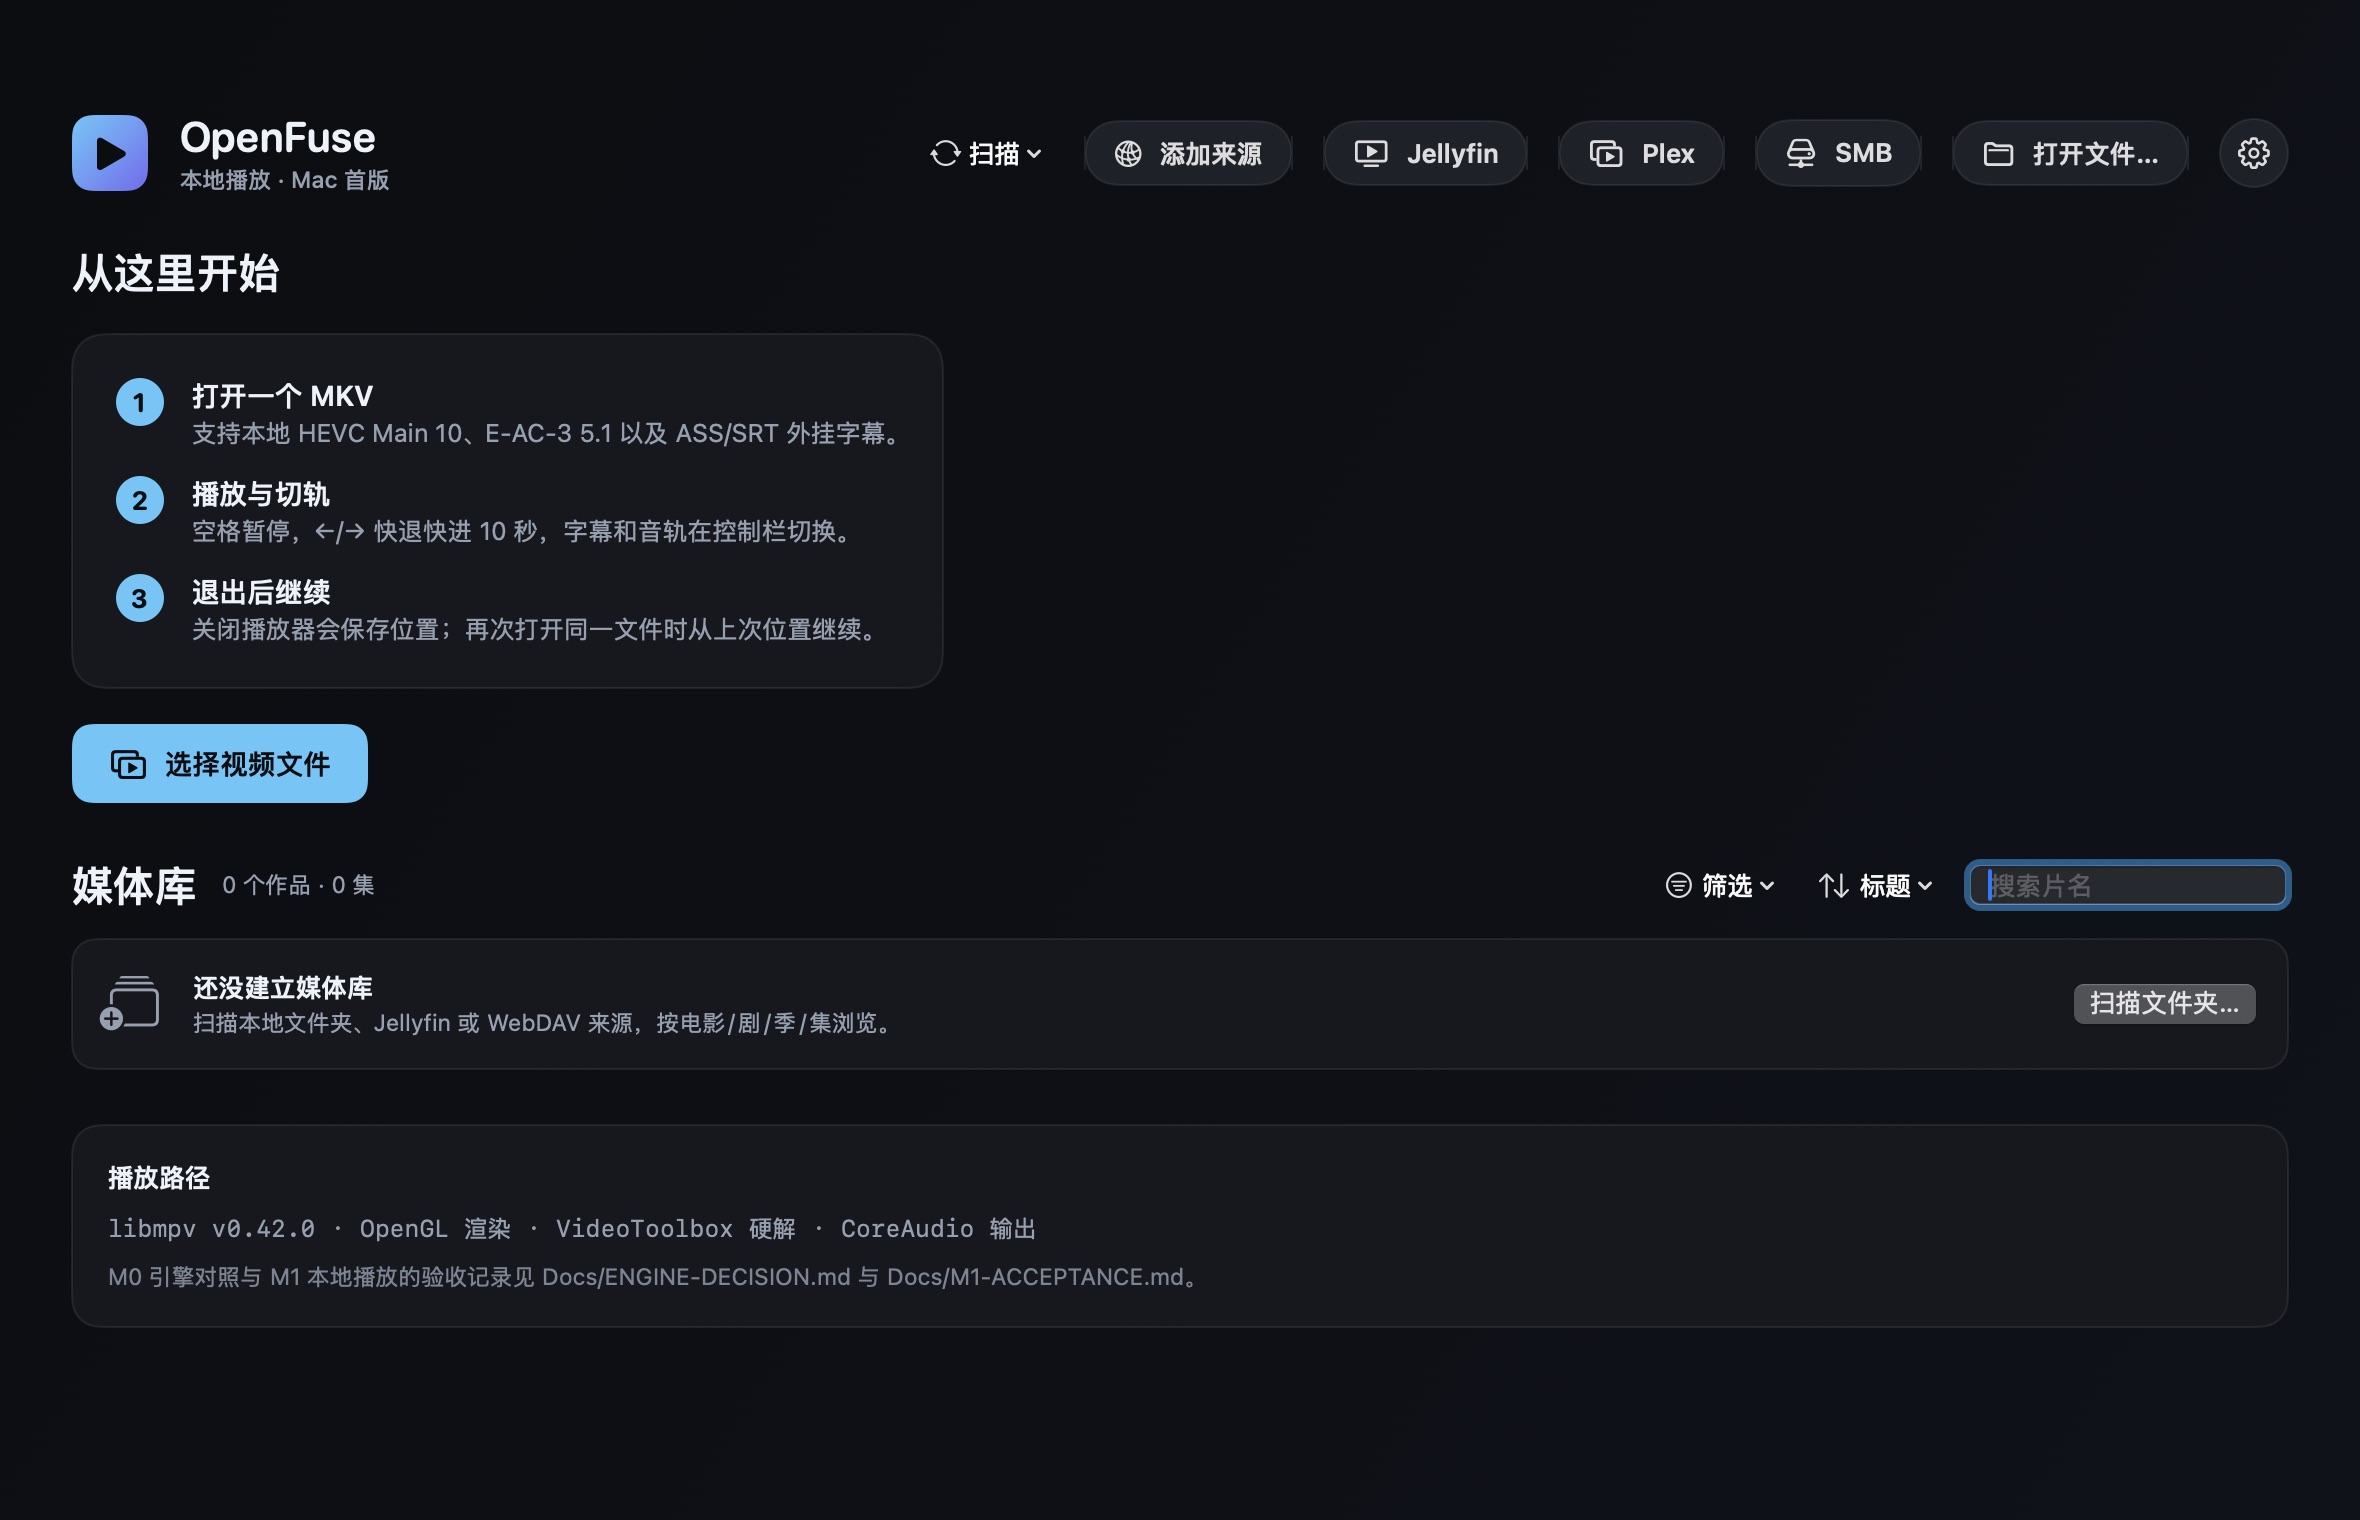 OpenFuse
本地播放 · Mac 首版
扫描
添加来源
Jellyfin
Plex
SMB
打开文件...
从这里开始
1
打开一个 MKV
支持本地 HEVC Main 10、E-AC-3 5.1 以及 ASS/SRT 外挂字幕。
2
播放与切轨
空格暂停，←/→ 快退快进 10 秒，字幕和音轨在控制栏切换。
3
退出后继续
关闭播放器会保存位置；再次打开同一文件时从上次位置继续。
选择视频文件
媒体库
0 个作品 · 0 集
筛选
标题
搜索片名
还没建立媒体库
扫描本地文件夹、Jellyfin 或 WebDAV 来源，按电影/剧/季/集浏览。
扫描文件夹...
播放路径
libmpv v0.42.0 · OpenGL 渲染 · VideoToolbox 硬解 · CoreAudio 输出
M0 引擎对照与 M1 本地播放的验收记录见 Docs/ENGINE-DECISION.md 与 Docs/M1-ACCEPTANCE.md。